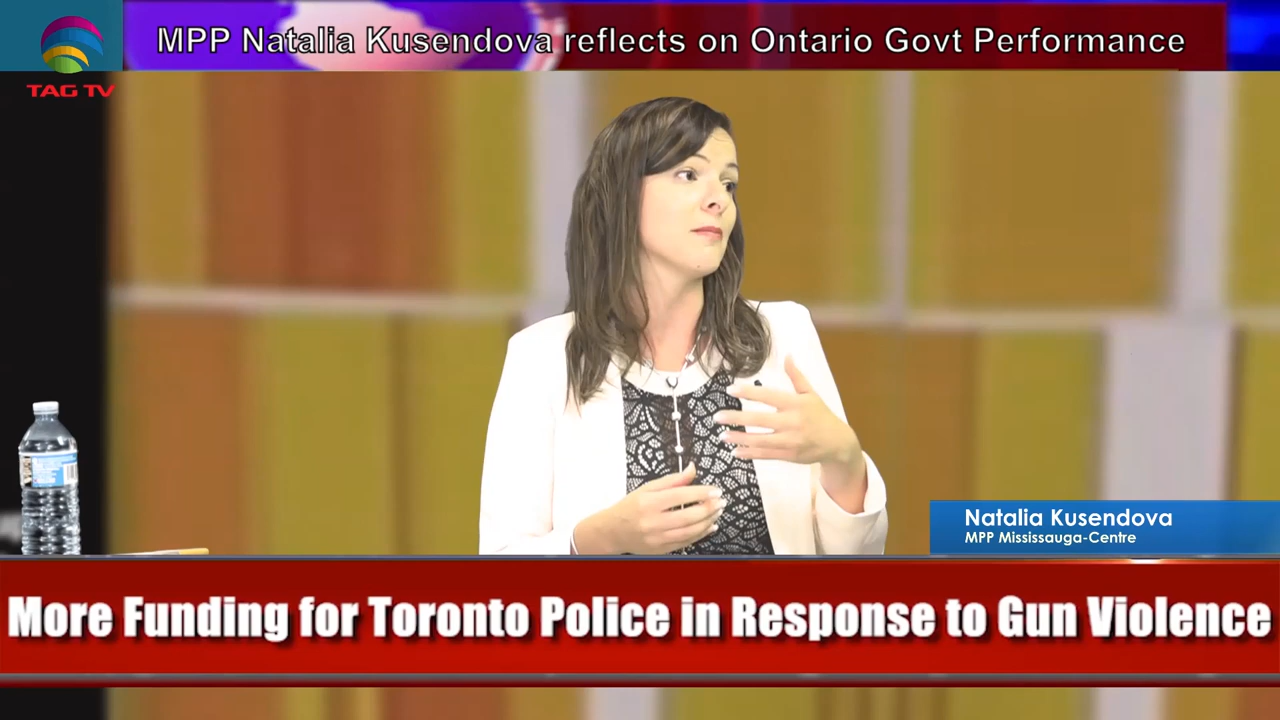 MPP Natalia Kusendova reflects on Ontario Govt Performance
TAG TV
Natalia Kusendova
MPP Mississauga-Centre
More Funding for Toronto Police in Response to Gun Violence